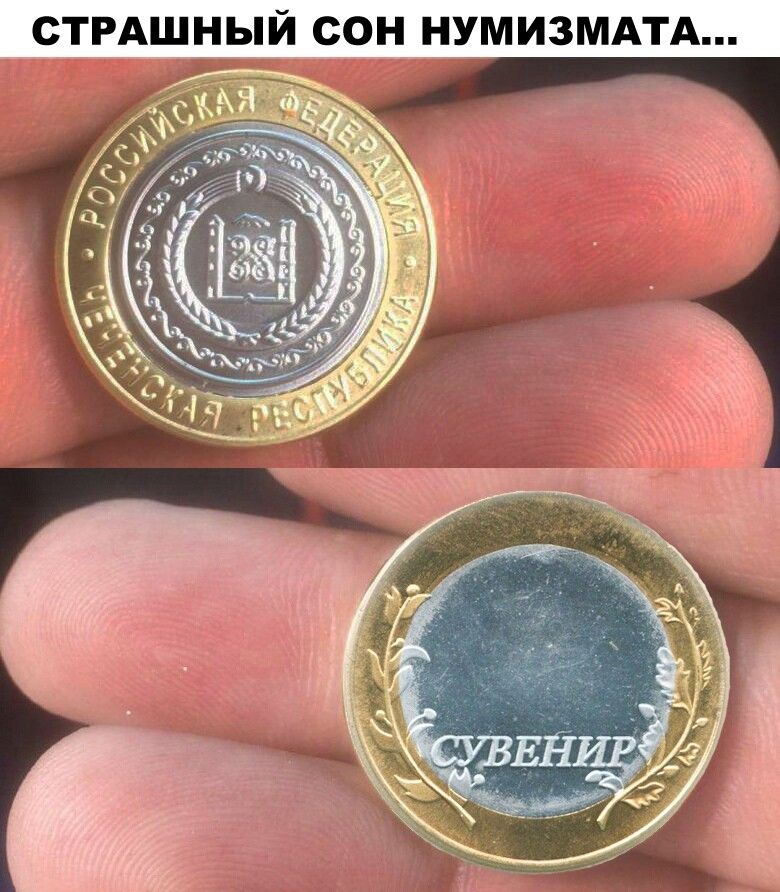 СТРАШНЫЙ СОН НУМИЗМАТА...
РОССИЙСКАЯ ФЕДЕРАЦИЯ
• ЧЕЧЕНСКАЯ РЕСПУБЛИКА •
СУВЕНИР